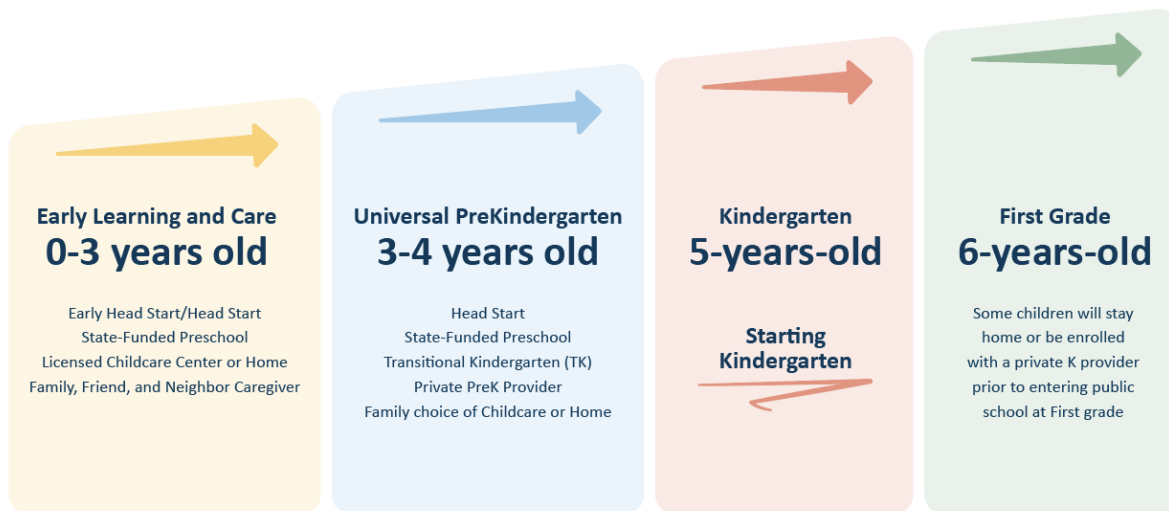 Early Learning and Care
0-3 years old
Early Head Start/Head Start
State-Funded Preschool
Licensed Childcare Center or Home
Family, Friend, and Neighbor Caregiver
Universal PreKindergarten
3-4 years old
Head Start
State-Funded Preschool
Transitional Kindergarten (TK)
Private PreK Provider
Family choice of Childcare or Home
Kindergarten
5-years-old
Starting
Kindergarten
First Grade
6-years-old
Some children will stay
home or be enrolled
with a private K provider
prior to entering public
school at First grade